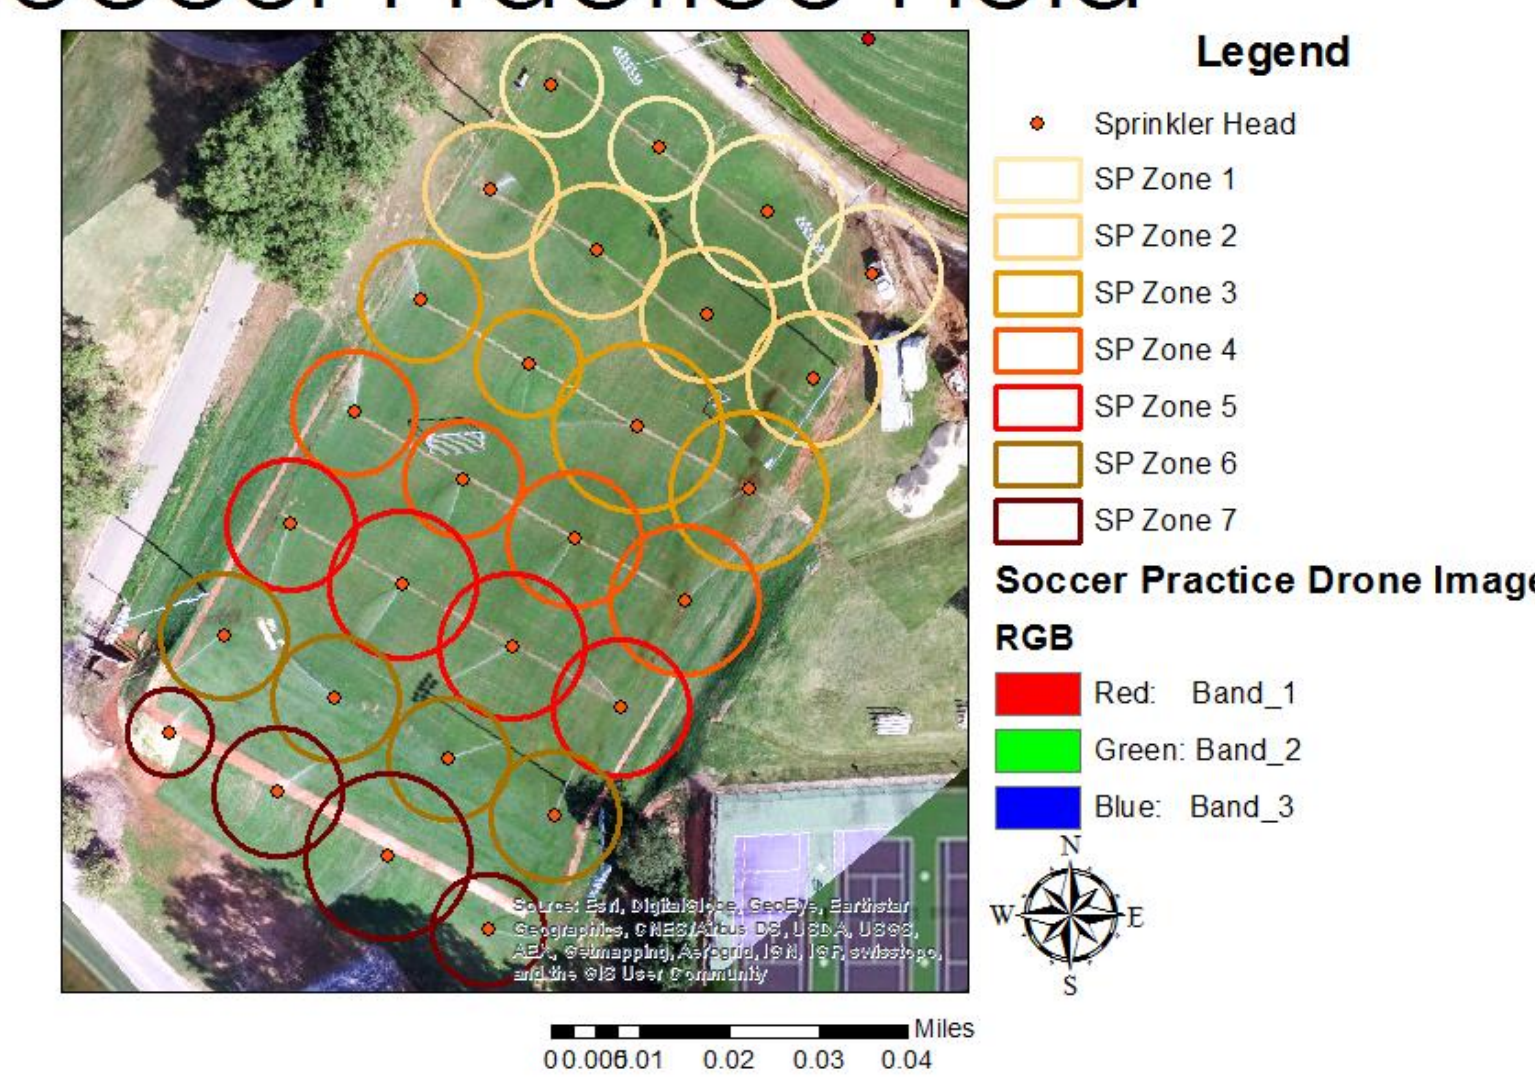 Soccer Practice Field
Legend
Sprinkler Head
SP Zone 1
SP Zone 2
SP Zone 3
SP Zone 4
SP Zone 5
SP Zone 6
SP Zone 7
Soccer Practice Drone Image
RGB
Red: Band_1
Green: Band_2
Blue: Band_3
N
W E
S
Source: Esri, DigitalGlobe, GeoEye, Earthstar
Geographics, CNES/Airbus DS, USDA, USGS,
AEX, Getmapping, Aerogrid, IGN, IGP, swisstopo,
and the GIS User Community
Miles
0 0.005 0.01 0.02 0.03 0.04